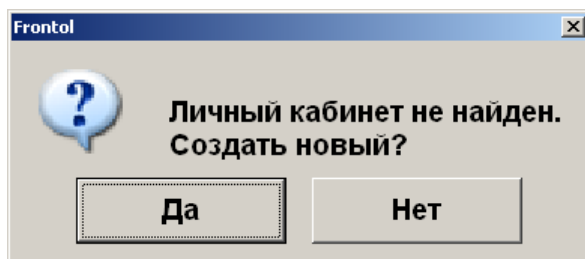 Frontol
Личный кабинет не найден.
Создать новый?
Да
Нет